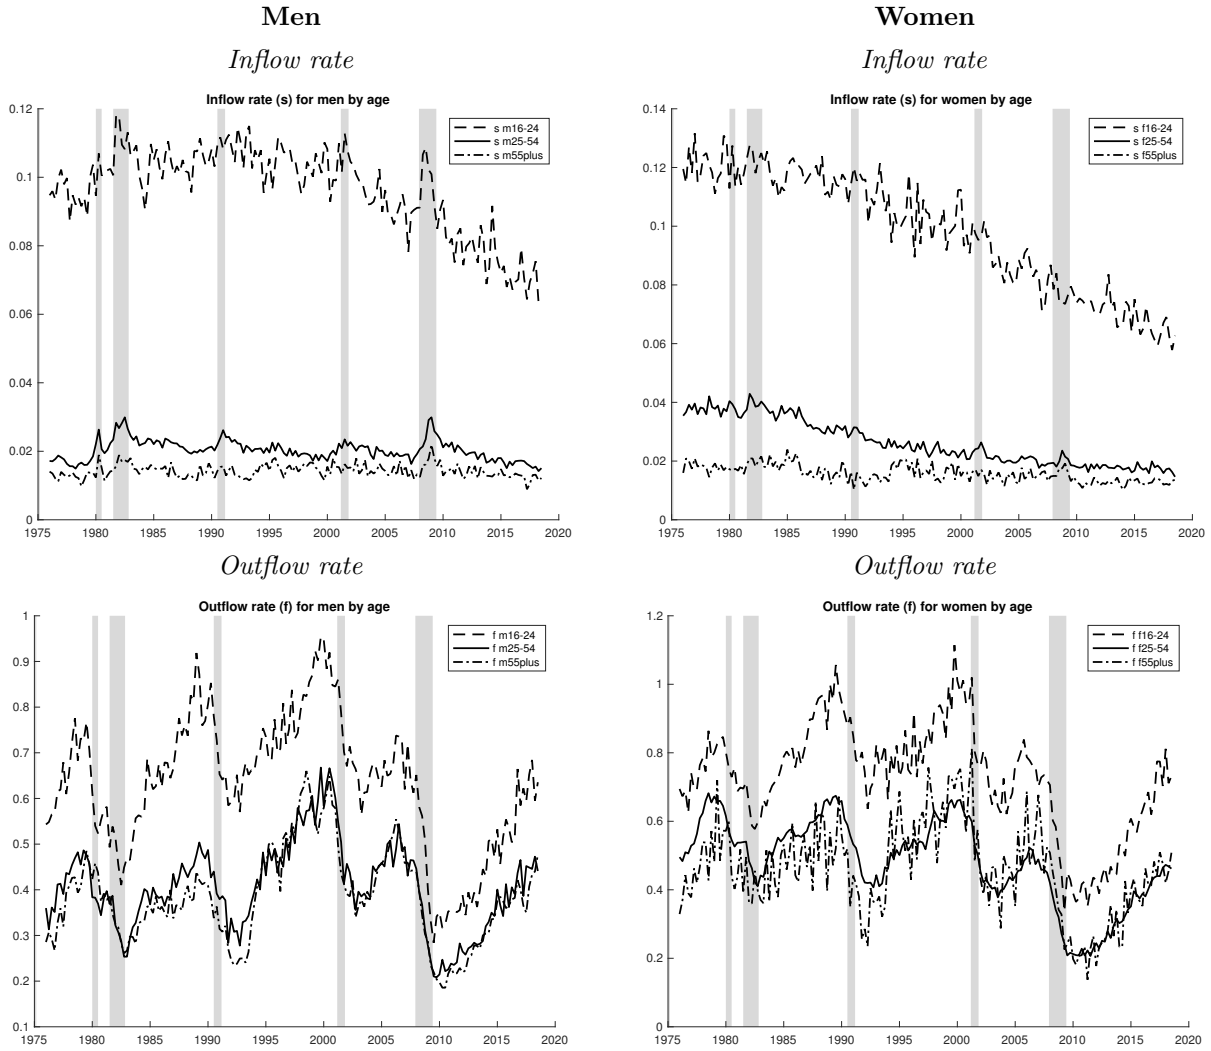 Men
Women
Inflow rate
Inflow rate
Inflow rate (s) for men by age
0.12
0.1
0.08
0.06
0.04
0.02
0
1975 1980 1985 1990 1995 2000 2005 2010 2015 2020
s m16-24
s m25-54
s m55plus
Inflow rate (s) for women by age
0.14
0.12
0.1
0.08
0.06
0.04
0.02
0
1975 1980 1985 1990 1995 2000 2005 2010 2015 2020
s f16-24
s f25-54
s f55plus
Outflow rate
Outflow rate
Outflow rate (f) for men by age
1
0.9
0.8
0.7
0.6
0.5
0.4
0.3
0.2
0.1
1975 1980 1985 1990 1995 2000 2005 2010 2015 2020
f m16-24
f m25-54
f m55plus
Outflow rate (f) for women by age
1.2
1
0.8
0.6
0.4
0.2
0
1975 1980 1985 1990 1995 2000 2005 2010 2015 2020
f f16-24
f f25-54
f f55plus